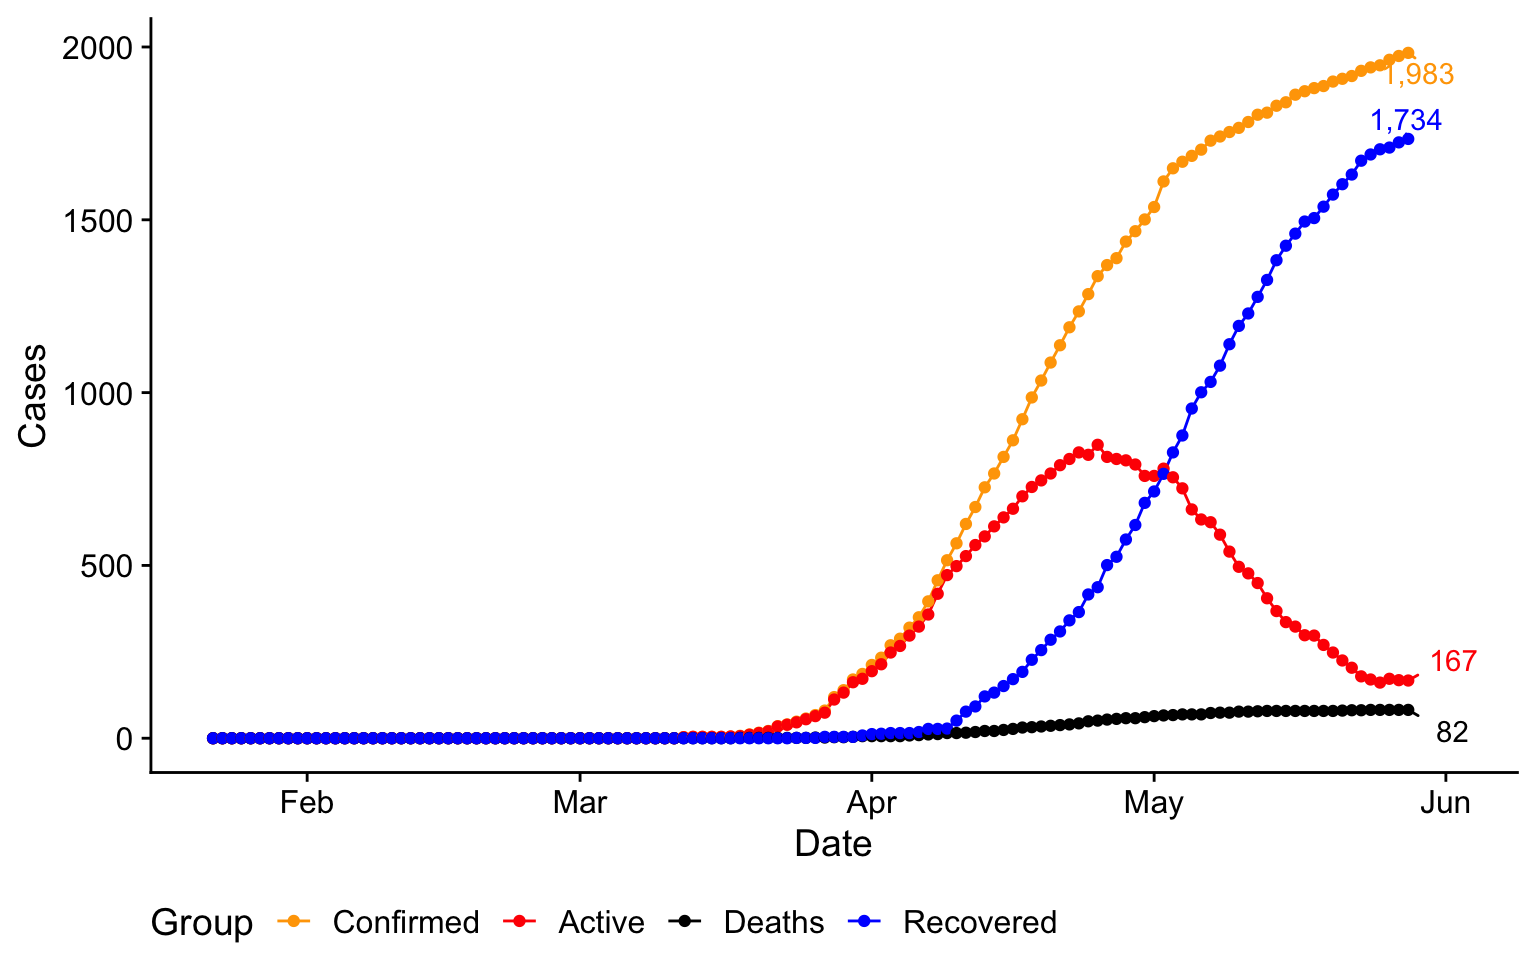 2000
1,983
1,734
1500
Cases
1000
500
167
82
0
Feb Mar Apr May Jun
Date
Group Confirmed Active Deaths Recovered